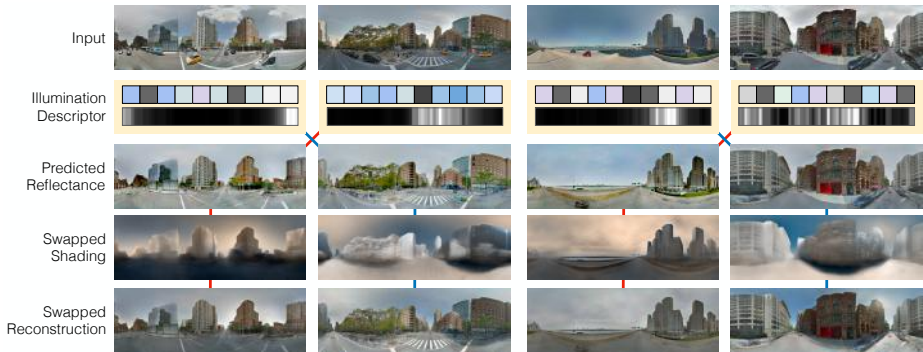 Input
Illumination
Descriptor
Predicted
Reflectance
Swapped
Shading
Swapped
Reconstruction